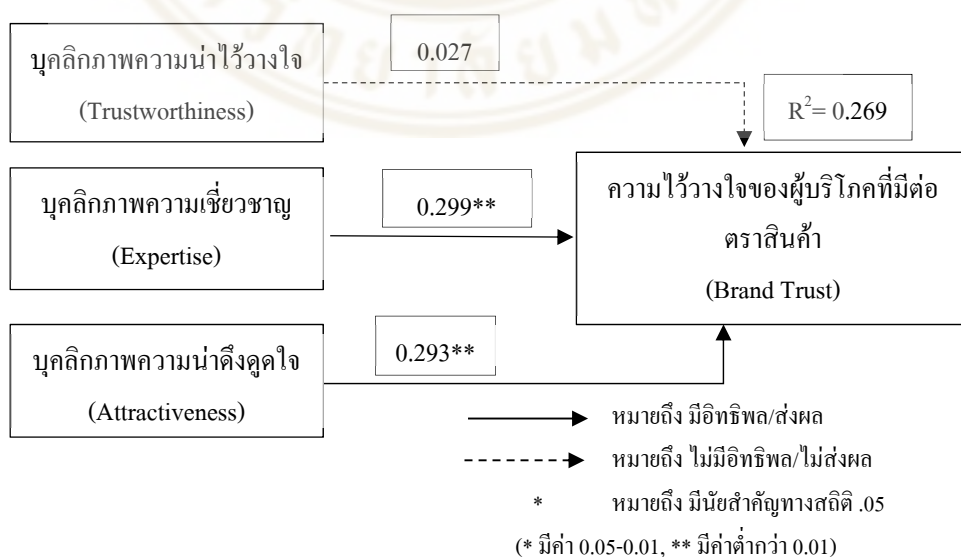 บุคลิกภาพความน่าไว้วางใจ
(Trustworthiness)
0.027
R²= 0.269
บุคลิกภาพความเชี่ยวชาญ
(Expertise)
0.299**
ความไว้วางใจของผู้บริโภคที่มีต่อ
ตราสินค้า
(Brand Trust)
บุคลิกภาพความน่าดึงดูดใจ
(Attractiveness)
0.293**
หมายถึง มีอิทธิพล/ส่งผล
หมายถึง ไม่มีอิทธิพล/ไม่ส่งผล
* หมายถึง มีนัยสำคัญทางสถิติ .05
(* มีค่า 0.05-0.01, ** มีค่าต่ำกว่า 0.01)